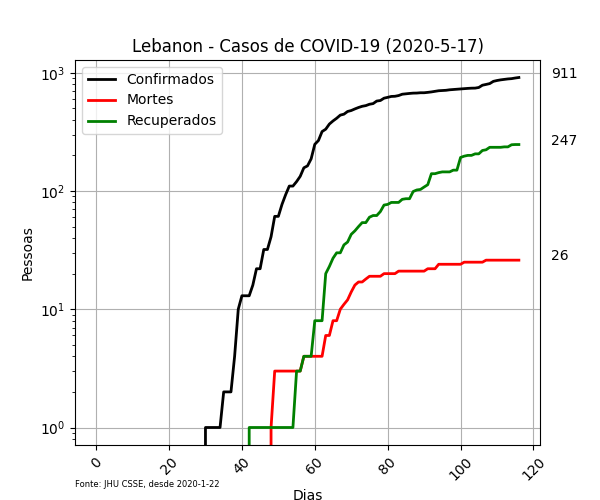 Lebanon - Casos de COVID-19 (2020-5-17)
Confirmados
Mortes
Recuperados
Pessoas
10³
10²
10¹
10⁰
911
247
26
0 20 40 60 80 100 120
Dias
Fonte: JHU CSSE, desde 2020-1-22